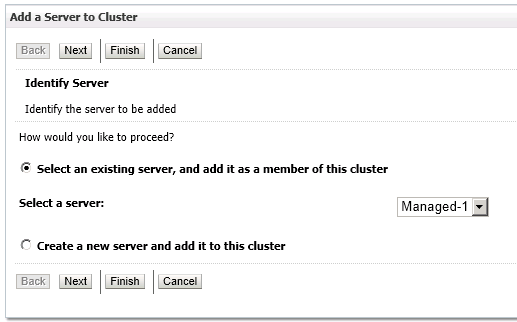 Add a Server to Cluster
Back Next Finish Cancel
Identify Server
Identify the server to be added
How would you like to proceed?
Select an existing server, and add it as a member of this cluster
Select a server: Managed-1
Create a new server and add it to this cluster
Back Next Finish Cancel